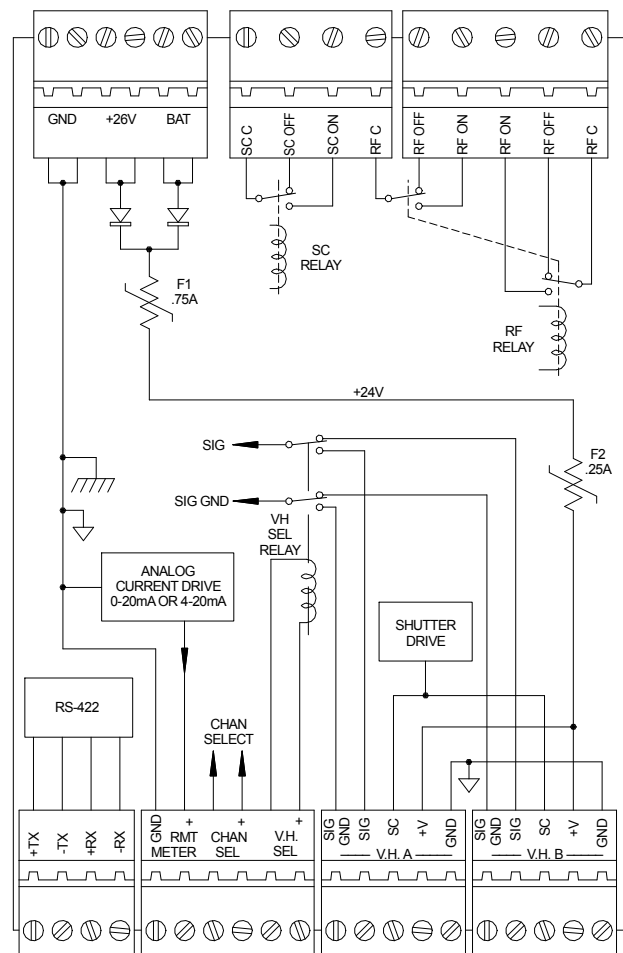 GND +26V BAT
SC C
SC OFF
SC ON
RF C
RF OFF
RF ON
RF ON
RF OFF
RF C
SC
RELAY
F1
.75A
RF
RELAY
+24V
SIG
F2
.25A
SIG GND
VH
SEL
RELAY
ANALOG
CURRENT DRIVE
0-20mA OR 4-20mA
SHUTTER
DRIVE
RS-422
CHAN
SELECT
+TX
-TX
+RX
-RX
GND
+
RMT
METER
+
CHAN
SEL
+
V.H.
SEL
SIG
GND
SIG
SC
+V
GND
V.H. A
SIG
GND
SIG
SC
+V
GND
V.H. B